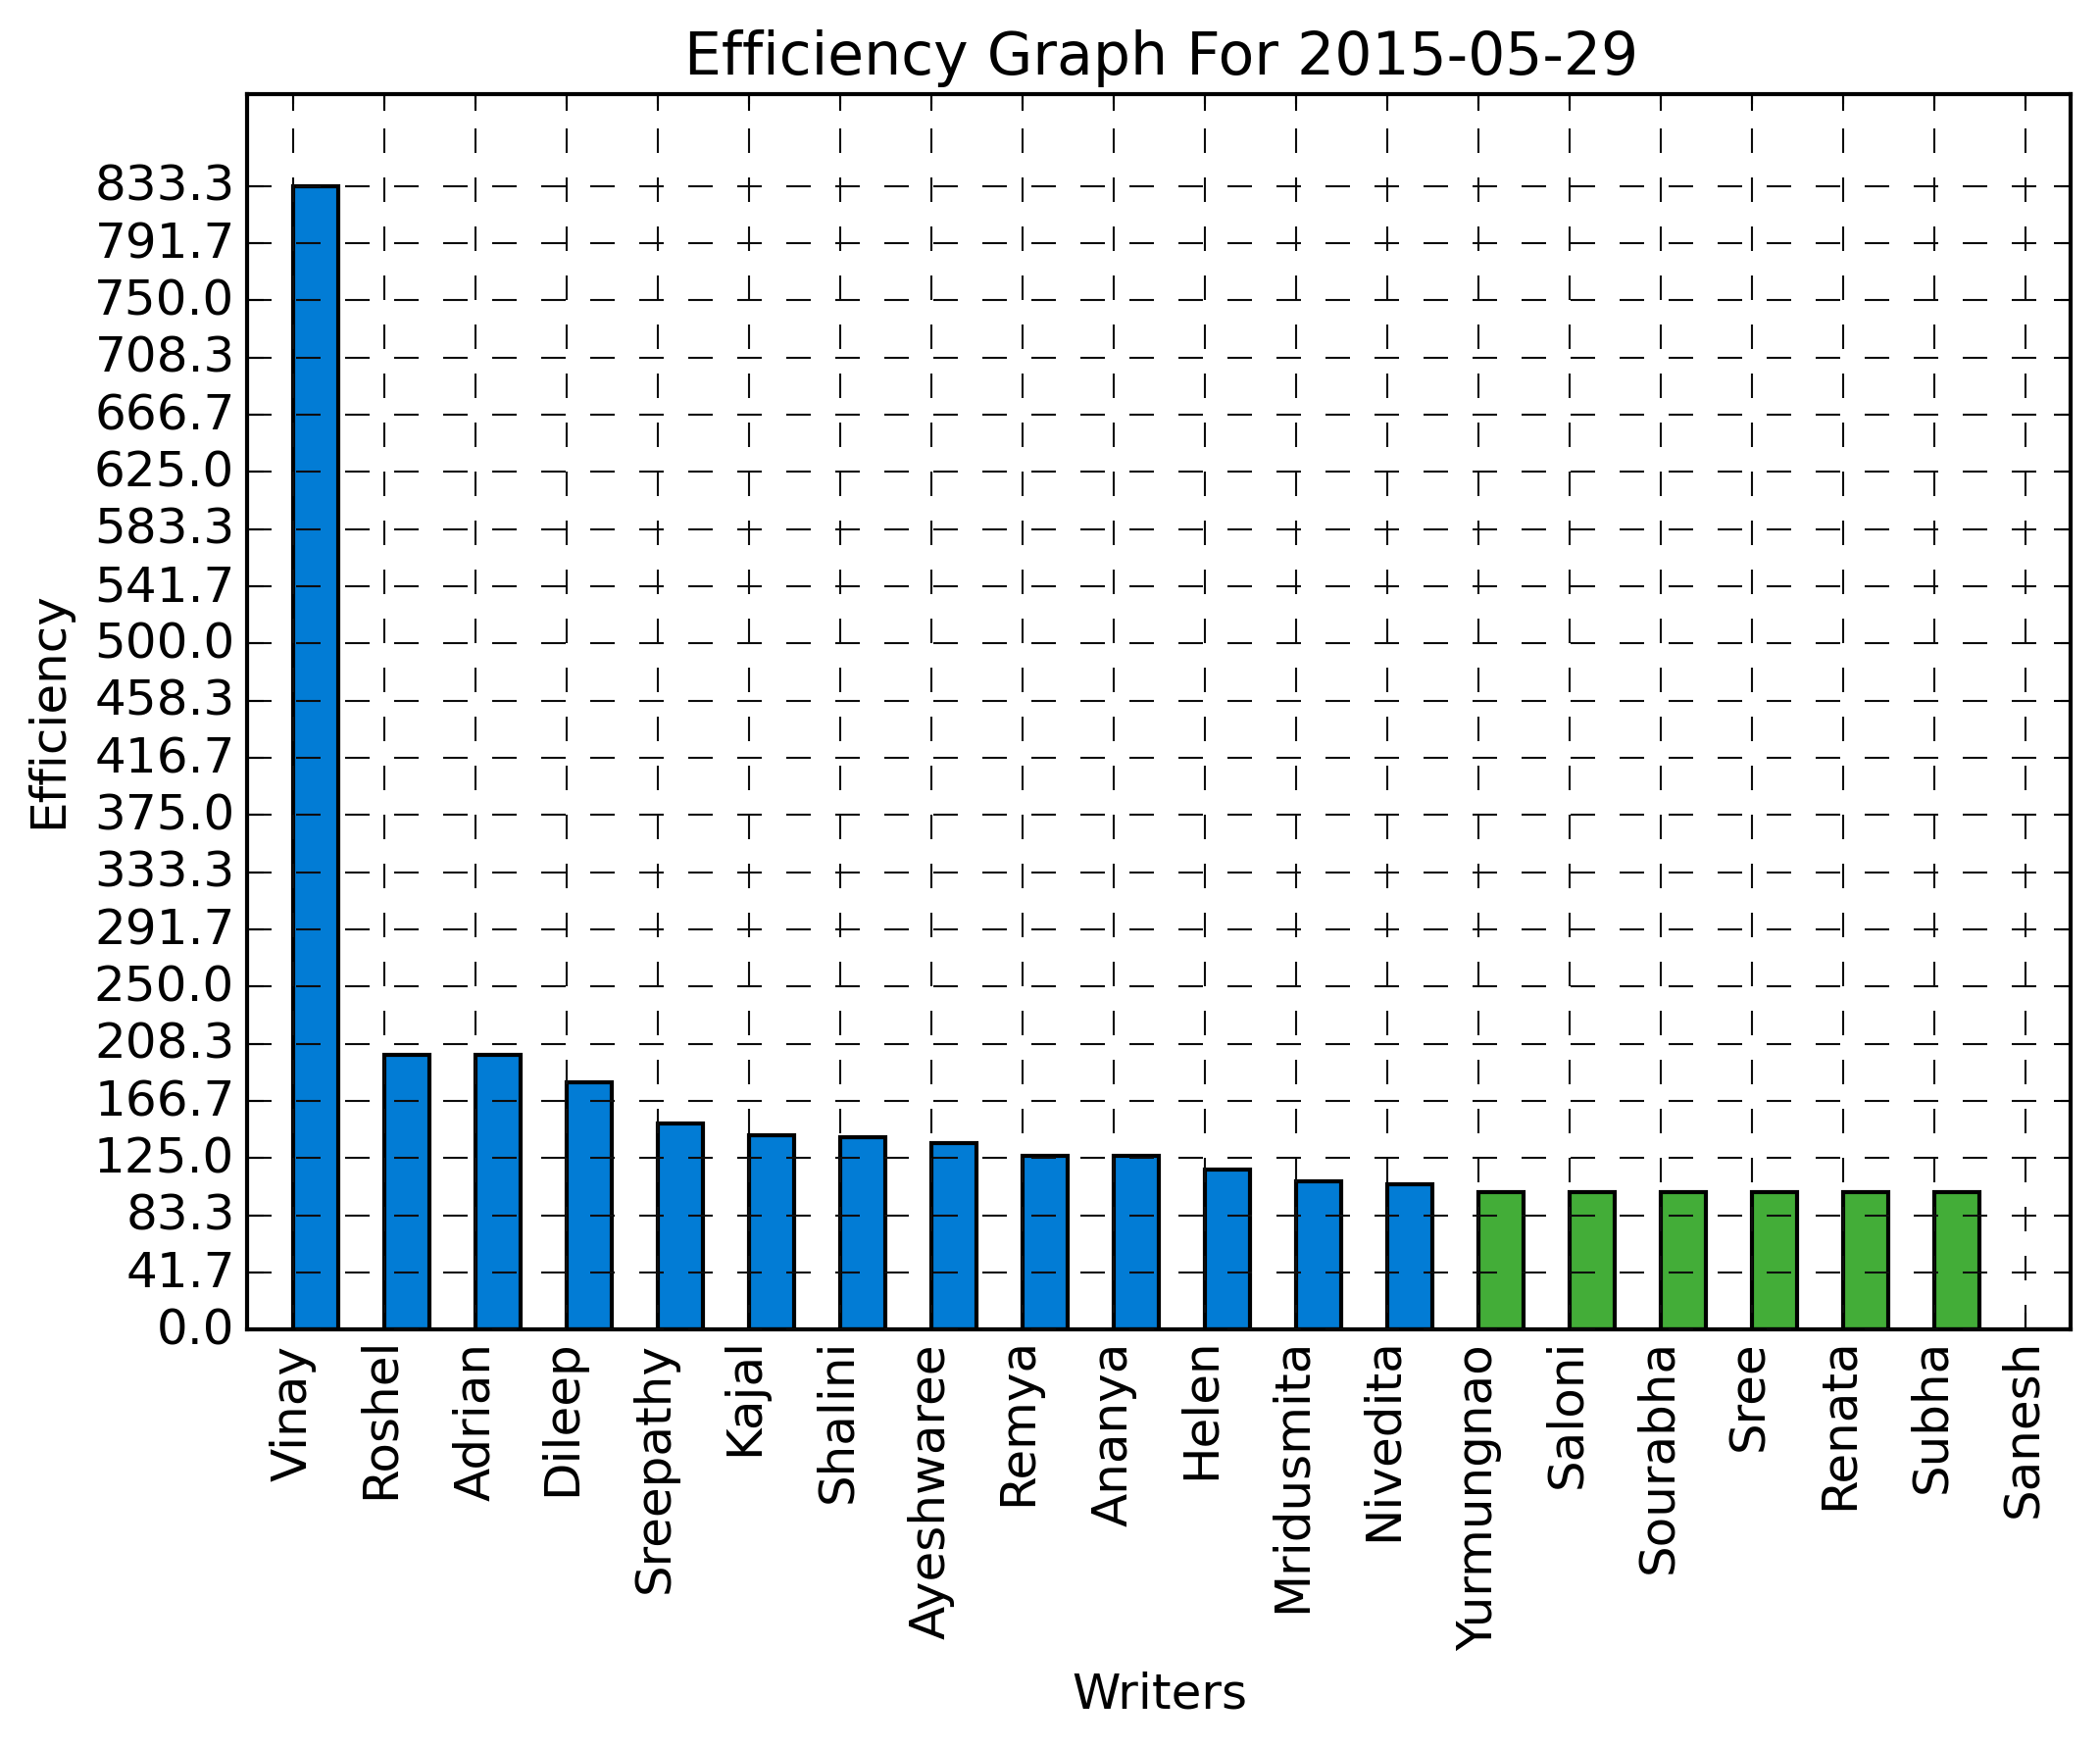 Efficiency Graph For 2015-05-29
Efficiency
833.3
791.7
750.0
708.3
666.7
625.0
583.3
541.7
500.0
458.3
416.7
375.0
333.3
291.7
250.0
208.3
166.7
125.0
83.3
41.7
0.0
Vinay
Roshel
Adrian
Dileep
Sreepathy
Kajal
Shalini
Ayeshwaree
Remya
Ananya
Helen
Mridusmita
Nivedita
Yurmungnao
Saloni
Sourabha
Sree
Renata
Subha
Sanesh
Writers